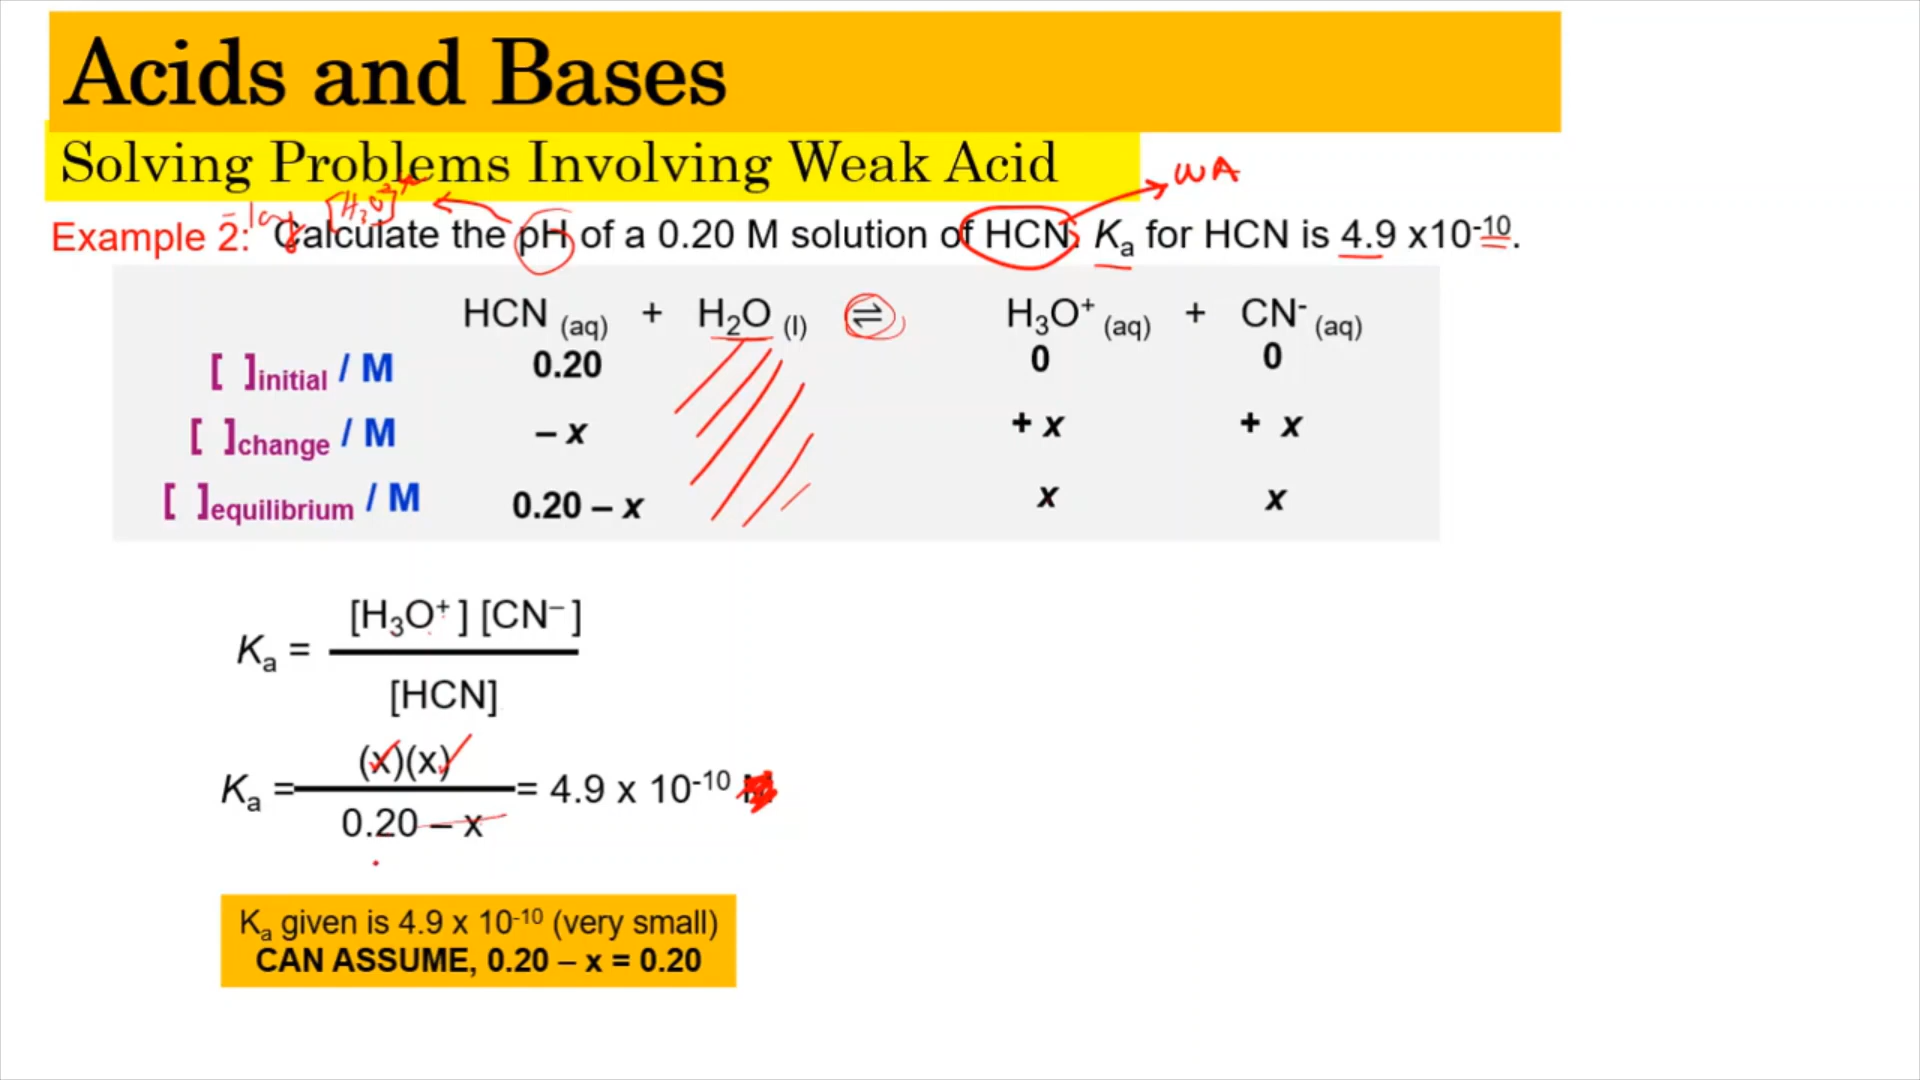 Acids and Bases
Solving Problems Involving Weak Acid
WA
-log [H₃O⁺]
Example 2: Calculate the pH of a 0.20 M solution of HCN. Kₐ for HCN is 4.9 x10⁻¹⁰.
HCN (aq) + H₂O (l) ⇌ H₃O⁺ (aq) + CN⁻ (aq)
[ ]initial / M 0.20 0 0
[ ]change / M – x + x + x
[ ]equilibrium / M 0.20 – x x x
Kₐ = [H₃O⁺] [CN⁻]
[HCN]
Kₐ = (x)(x) = 4.9 x 10⁻¹⁰
0.20 – x
Kₐ given is 4.9 x 10⁻¹⁰ (very small)
CAN ASSUME, 0.20 – x = 0.20